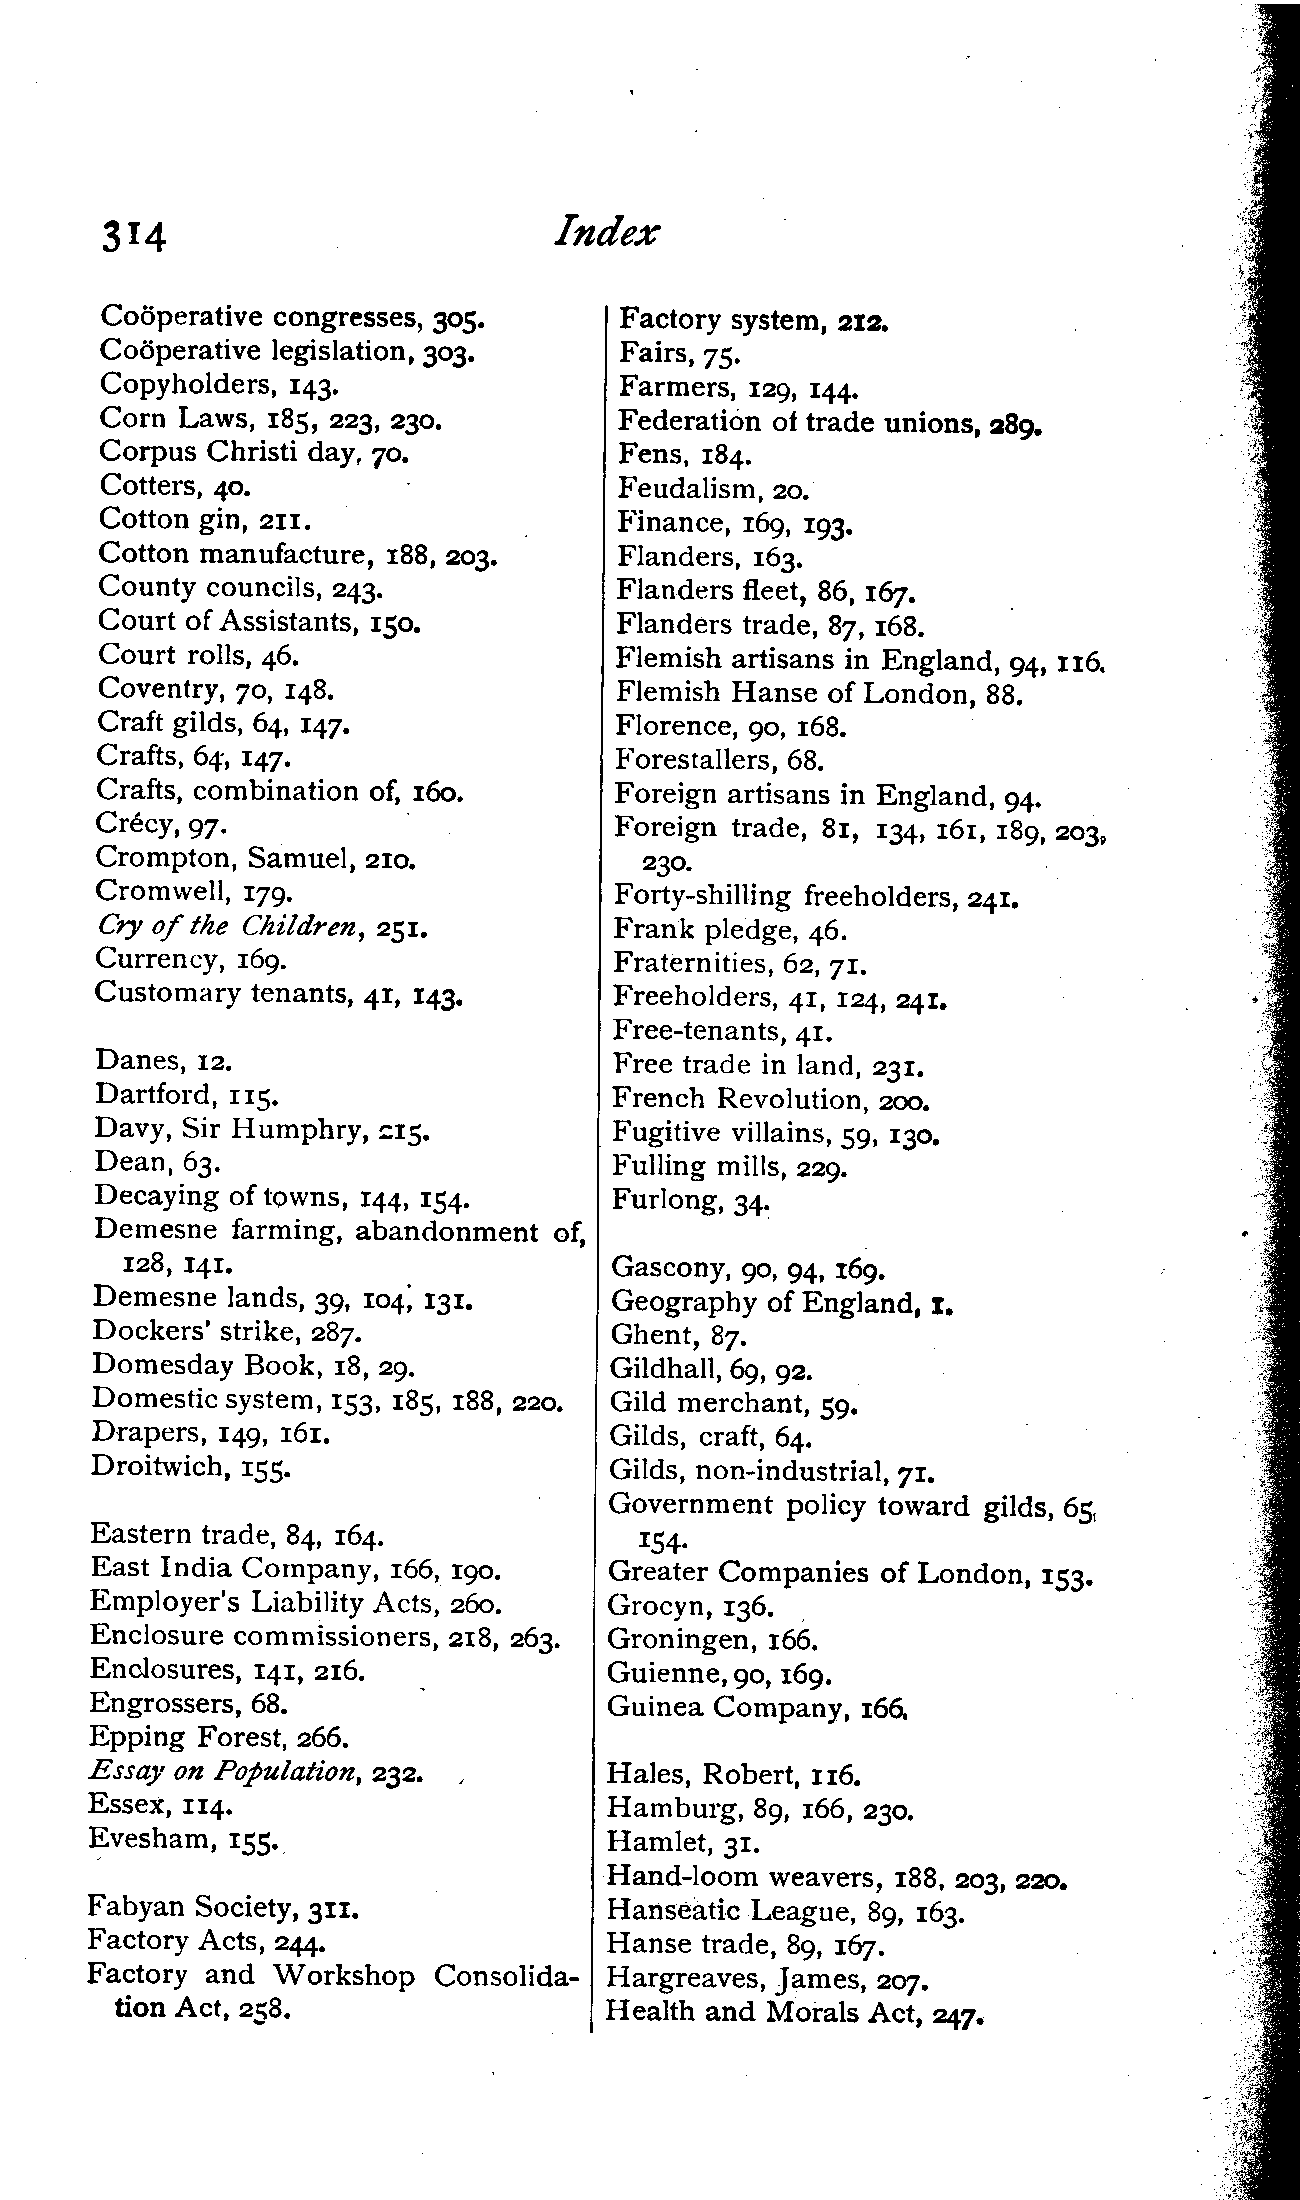 314
Index
Coöperative congresses, 305.
Coöperative legislation, 303.
Copyholders, 143.
Corn Laws, 185, 223, 230.
Corpus Christi day, 70.
Cotters, 40.
Cotton gin, 211.
Cotton manufacture, 188, 203.
County councils, 243.
Court of Assistants, 150.
Court rolls, 46.
Coventry, 70, 148.
Craft gilds, 64, 147.
Crafts, 64, 147.
Crafts, combination of, 160.
Crécy, 97.
Crompton, Samuel, 210.
Cromwell, 179.
Cry of the Children, 251.
Currency, 169.
Customary tenants, 41, 143.
Danes, 12.
Dartford, 115.
Davy, Sir Humphry, 215.
Dean, 63.
Decaying of towns, 144, 154.
Demesne farming, abandonment of,
128, 141.
Demesne lands, 39, 104, 131.
Dockers' strike, 287.
Domesday Book, 18, 29.
Domestic system, 153, 185, 188, 220.
Drapers, 149, 161.
Droitwich, 155.
Eastern trade, 84, 164.
East India Company, 166, 190.
Employer's Liability Acts, 260.
Enclosure commissioners, 218, 263.
Enclosures, 141, 216.
Engrossers, 68.
Epping Forest, 266.
Essay on Population, 232.
Essex, 114.
Evesham, 155.
Fabyan Society, 311.
Factory Acts, 244.
Factory and Workshop Consolida-
tion Act, 258.
Factory system, 212.
Fairs, 75.
Farmers, 129, 144.
Federation of trade unions, 289.
Fens, 184.
Feudalism, 20.
Finance, 169, 193.
Flanders, 163.
Flanders fleet, 86, 167.
Flanders trade, 87, 168.
Flemish artisans in England, 94, 116.
Flemish Hanse of London, 88.
Florence, 90, 168.
Forestallers, 68.
Foreign artisans in England, 94.
Foreign trade, 81, 134, 161, 189, 203,
230.
Forty-shilling freeholders, 241.
Frank pledge, 46.
Fraternities, 62, 71.
Freeholders, 41, 124, 241.
Free-tenants, 41.
Free trade in land, 231.
French Revolution, 200.
Fugitive villains, 59, 130.
Fulling mills, 229.
Furlong, 34.
Gascony, 90, 94, 169.
Geography of England, 1.
Ghent, 87.
Gildhall, 69, 92.
Gild merchant, 59.
Gilds, craft, 64.
Gilds, non-industrial, 71.
Government policy toward gilds, 65,
154.
Greater Companies of London, 153.
Grocyn, 136.
Groningen, 166.
Guienne, 90, 169.
Guinea Company, 166.
Hales, Robert, 116.
Hamburg, 89, 166, 230.
Hamlet, 31.
Hand-loom weavers, 188, 203, 220.
Hanseatic League, 89, 163.
Hanse trade, 89, 167.
Hargreaves, James, 207.
Health and Morals Act, 247.